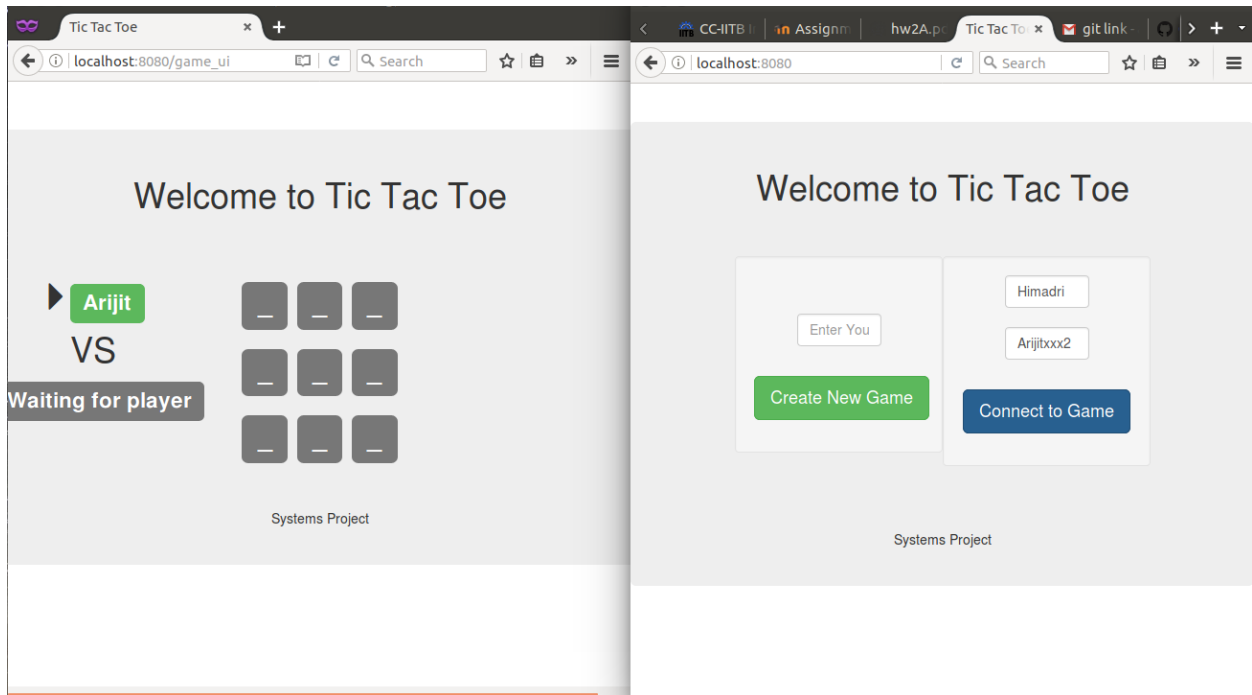 Tic Tac Toe
localhost:8080/game_ui
Search
Welcome to Tic Tac Toe
Arijit
VS
Waiting for player
_ _ _
_ _ _
_ _ _
Systems Project
CC-IITB
Assignm
hw2A.p
Tic Tac To
git link -
localhost:8080
Search
Welcome to Tic Tac Toe
Enter You
Create New Game
Himadri
Arijitxxx2
Connect to Game
Systems Project